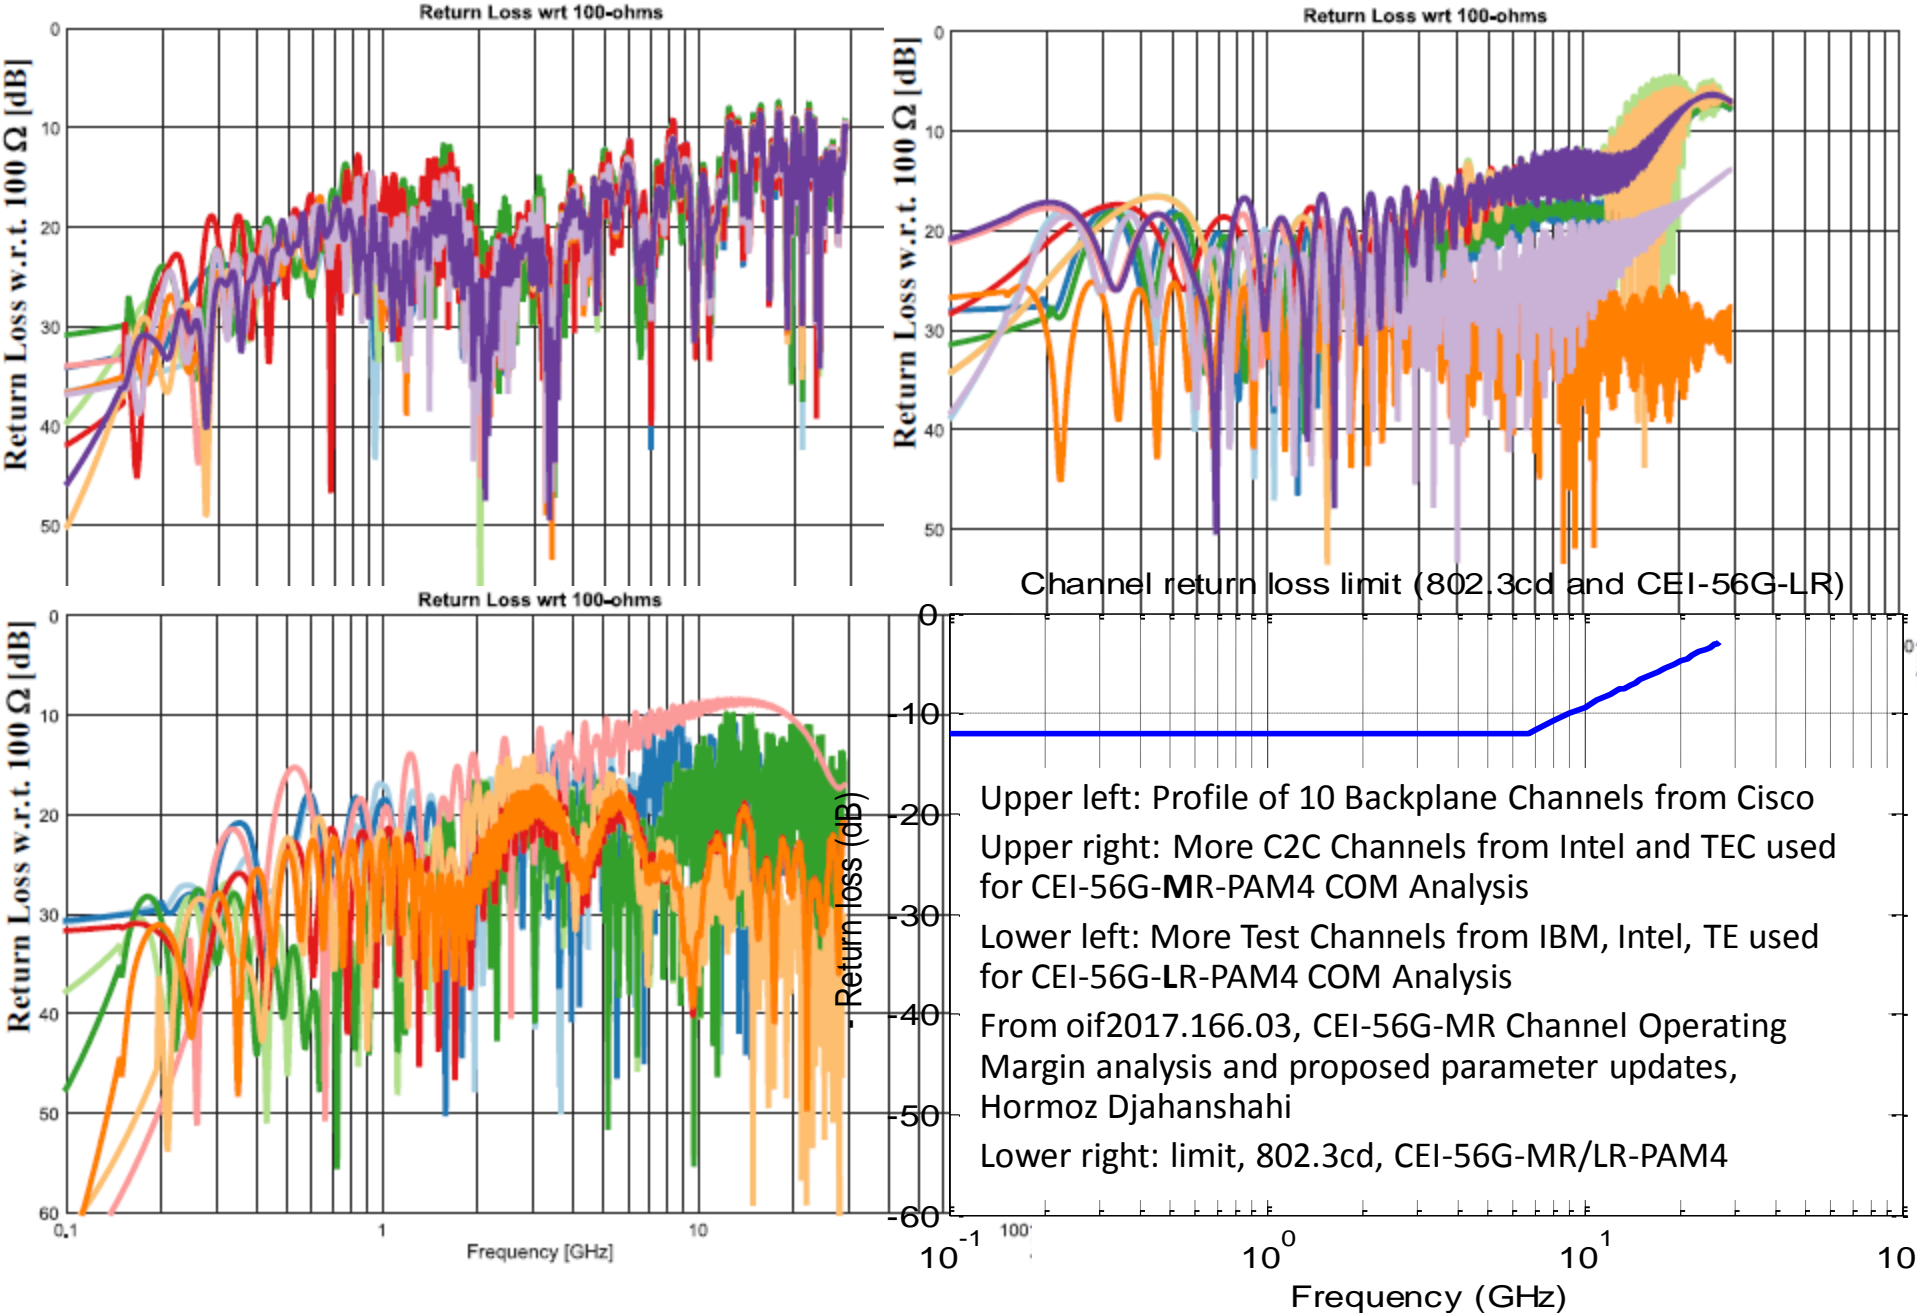 Return Loss wrt 100-ohms
Return Loss w.r.t. 100 Ω [dB]
0
10
20
30
40
50
Return Loss wrt 100-ohms
Return Loss w.r.t. 100 Ω [dB]
0
10
20
30
40
50
Return Loss wrt 100-ohms
Return Loss w.r.t. 100 Ω [dB]
0
10
20
30
40
50
60
0.1
1
10
100
Frequency [GHz]
Channel return loss limit (802.3cd and CEI-56G-LR)
- Return loss (dB)
0
-10
-20
-30
-40
-50
-60
Upper left: Profile of 10 Backplane Channels from Cisco
Upper right: More C2C Channels from Intel and TEC used
for CEI-56G-MR-PAM4 COM Analysis
Lower left: More Test Channels from IBM, Intel, TE used
for CEI-56G-LR-PAM4 COM Analysis
From oif2017.166.03, CEI-56G-MR Channel Operating
Margin analysis and proposed parameter updates,
Hormoz Djahanshahi
Lower right: limit, 802.3cd, CEI-56G-MR/LR-PAM4
10^-1
10^0
10^1
10
Frequency (GHz)